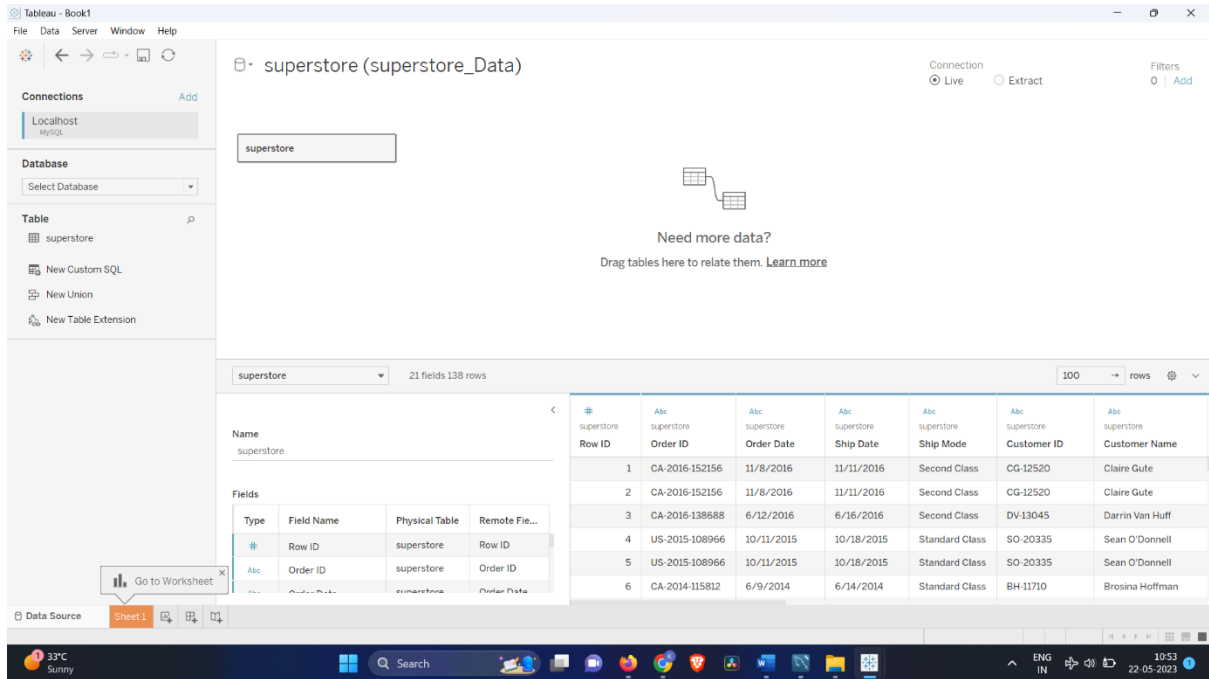 Tableau - Book1
File Data Server Window Help
superstore (superstore_Data)
Connection
Live
Extract
Filters
0 Add
Connections
Add
Localhost
MySQL
Database
Select Database
Table
superstore
New Custom SQL
New Union
New Table Extension
superstore
Need more data?
Drag tables here to relate them. Learn more
superstore
21 fields 138 rows
100 → rows
Name
superstore
Fields
Type Field Name Physical Table Remote Fie...
# Row ID superstore Row ID
Abc Order ID superstore Order ID
Abc Order Date superstore Order Date
# Abc Abc Abc Abc Abc Abc
superstore superstore superstore superstore superstore superstore superstore
Row ID Order ID Order Date Ship Date Ship Mode Customer ID Customer Name
1 CA-2016-152156 11/8/2016 11/11/2016 Second Class CG-12520 Claire Gute
2 CA-2016-152156 11/8/2016 11/11/2016 Second Class CG-12520 Claire Gute
3 CA-2016-138688 6/12/2016 6/16/2016 Second Class DV-13045 Darrin Van Huff
4 US-2015-108966 10/11/2015 10/18/2015 Standard Class SO-20335 Sean O'Donnell
5 US-2015-108966 10/11/2015 10/18/2015 Standard Class SO-20335 Sean O'Donnell
6 CA-2014-115812 6/9/2014 6/14/2014 Standard Class BH-11710 Brosina Hoffman
Go to Worksheet
Data Source Sheet 1
1 33°C
Sunny
Search
ENG
IN
10:53
22-05-2023
1